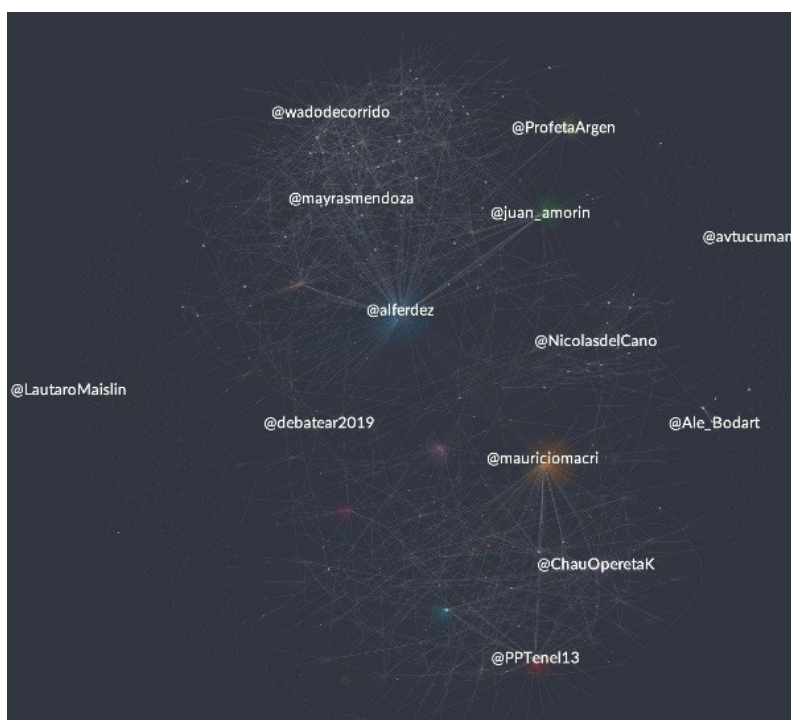 @wadodecorrido
@ProfetaArgen
@mayrasmendoza
@juan_amorin
@avtucuman
@alferdez
@NicolasdelCano
@LautaroMaislin
@debatear2019
@Ale_Bodart
@mauriciomacri
@ChauOperetaK
@PPTenel13